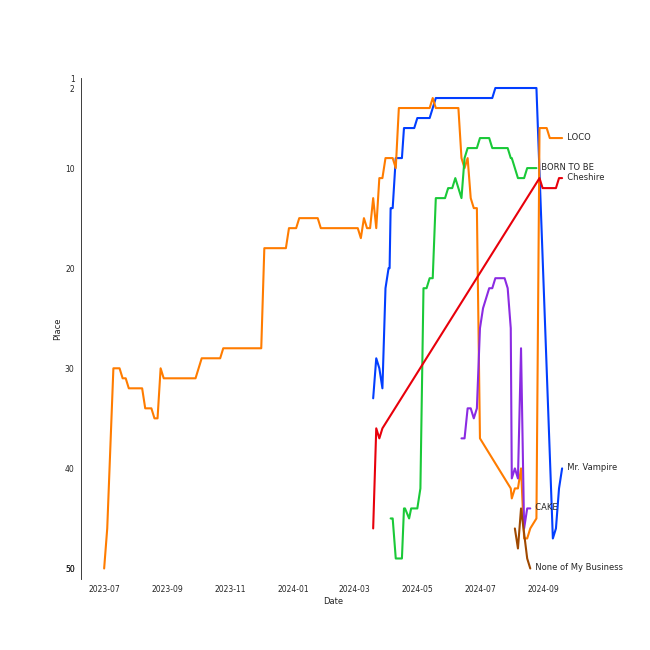 1
2
10
20
30
40
50
Place
LOCO
BORN TO BE
Cheshire
Mr. Vampire
CAKE
None of My Business
2023-07
2023-09
2023-11
2024-01
2024-03
2024-05
2024-07
2024-09
Date